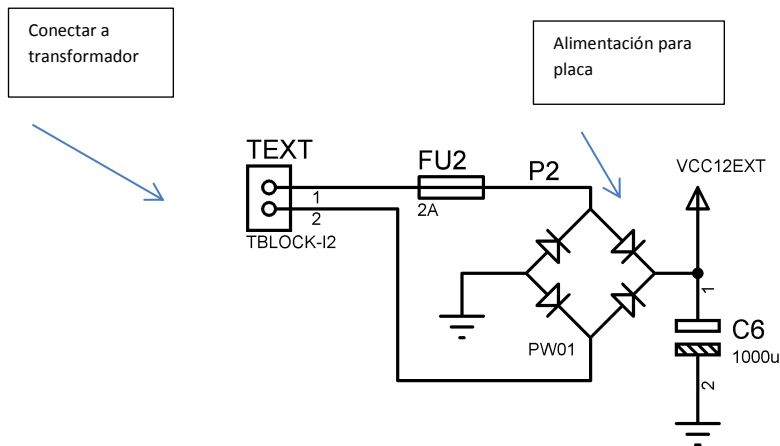 Conectar a
transformador
Alimentación para
placa
TEXT
1
2
TBLOCK-I2
FU2
2A
P2
PW01
VCC12EXT
1
C6
1000u
2